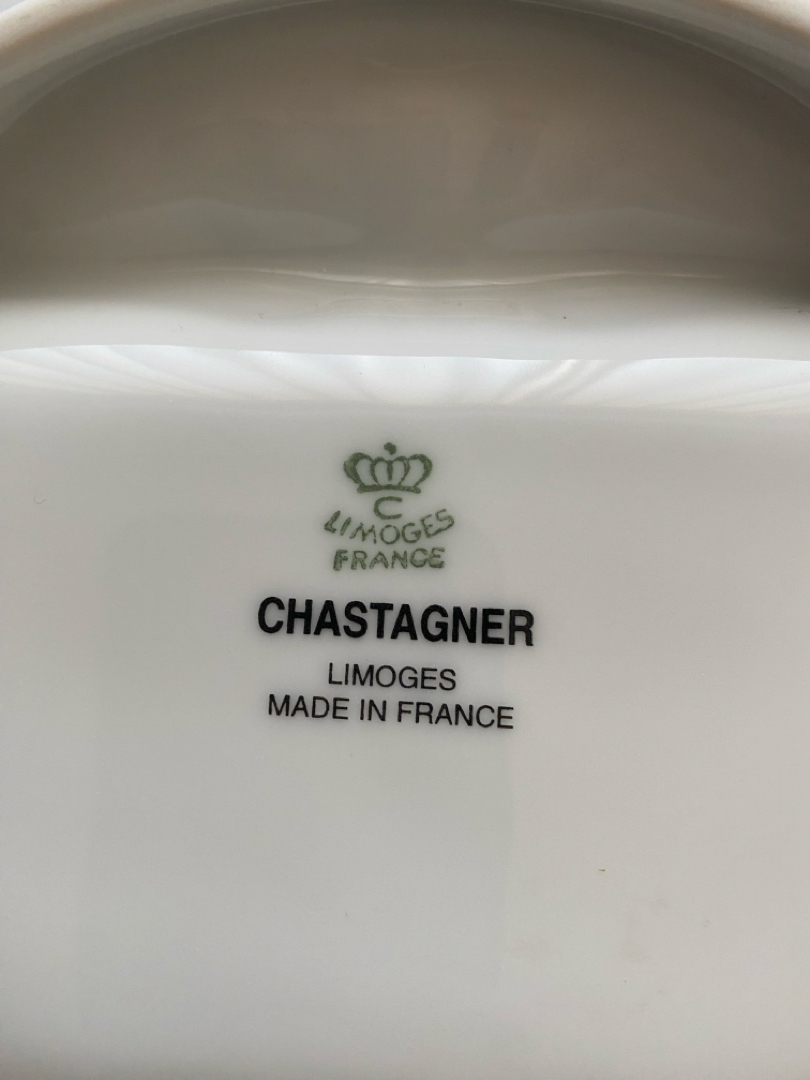 C
LIMOGES
FRANCE
CHASTAGNER
LIMOGES
MADE IN FRANCE